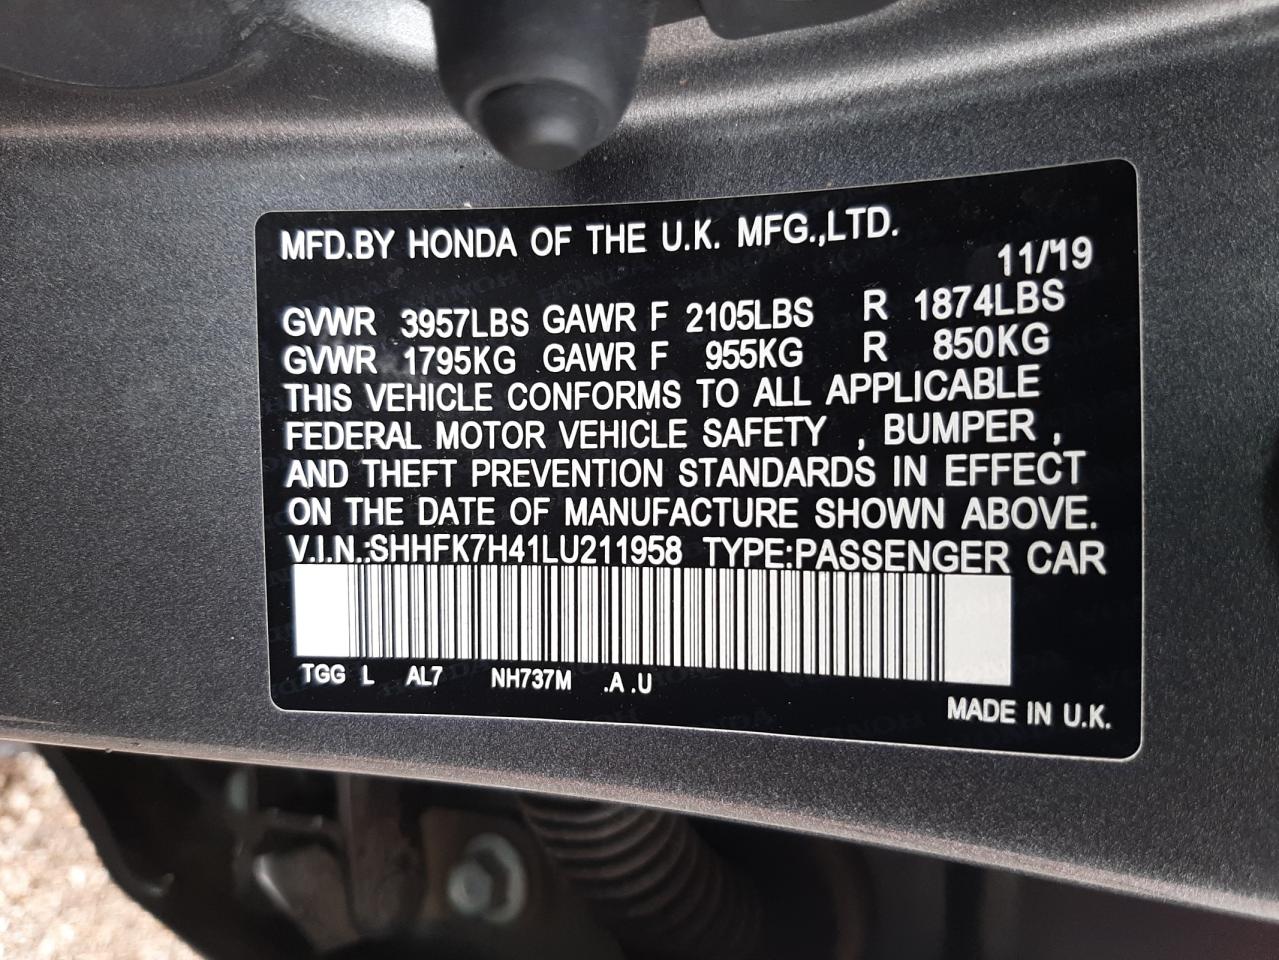 MFD.BY HONDA OF THE U.K. MFG.,LTD.
11/19
GVWR 3957LBS GAWR F 2105LBS R 1874LBS
GVWR 1795KG GAWR F 955KG R 850KG
THIS VEHICLE CONFORMS TO ALL APPLICABLE
FEDERAL MOTOR VEHICLE SAFETY , BUMPER ,
AND THEFT PREVENTION STANDARDS IN EFFECT
ON THE DATE OF MANUFACTURE SHOWN ABOVE.
V.I.N.:SHHFK7H41LU211958 TYPE:PASSENGER CAR
TGG L AL7 NH737M .A .U
MADE IN U.K.